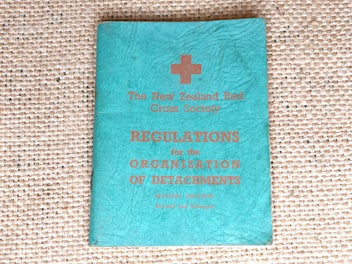 The New Zealand Red
Cross Society
REGULATIONS
for the
ORGANISATION
OF DETACHMENTS